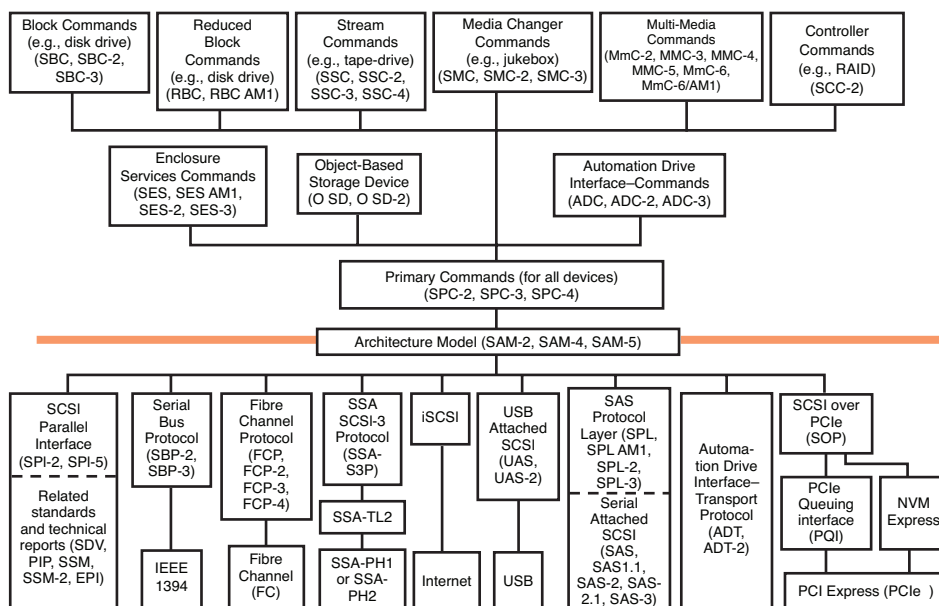 Block Commands
(e.g., disk drive)
(SBC, SBC-2,
SBC-3)
Reduced
Block
Commands
(e.g., disk drive)
(RBC, RBC AM1)
Stream
Commands
(e.g., tape-drive)
(SSC, SSC-2,
SSC-3, SSC-4)
Media Changer
Commands
(e.g., jukebox)
(SMC, SMC-2, SMC-3)
Multi-Media
Commands
(MmC-2, MMC-3, MMC-4,
MMC-5, MmC-6,
MmC-6/AM1)
Controller
Commands
(e.g., RAID)
(SCC-2)
Enclosure
Services Commands
(SES, SES AM1,
SES-2, SES-3)
Object-Based
Storage Device
(O SD, O SD-2)
Automation Drive
Interface–Commands
(ADC, ADC-2, ADC-3)
Primary Commands (for all devices)
(SPC-2, SPC-3, SPC-4)
Architecture Model (SAM-2, SAM-4, SAM-5)
SCSI
Parallel
Interface
(SPI-2, SPI-5)
Related
standards
and technical
reports (SDV,
PIP, SSM,
SSM-2, EPI)
Serial
Bus
Protocol
(SBP-2,
SBP-3)
IEEE
1394
Fibre
Channel
Protocol
(FCP,
FCP-2,
FCP-3,
FCP-4)
Fibre
Channel
(FC)
SSA
SCSI-3
Protocol
(SSA-
S3P)
SSA-TL2
SSA-PH1
or SSA-
PH2
iSCSI
Internet
USB
Attached
SCSI
(UAS,
UAS-2)
USB
SAS
Protocol
Layer (SPL,
SPL AM1,
SPL-2,
SPL-3)
Serial
Attached
SCSI
(SAS,
SAS1.1,
SAS-2, SAS-
2.1, SAS-3)
Autom-
ation Drive
Interface–
Transport
Protocol
(ADT,
ADT-2)
SCSI over
PCIe
(SOP)
PCIe
Queuing
interface
(PQI)
NVM
Express
PCI Express (PCIe )